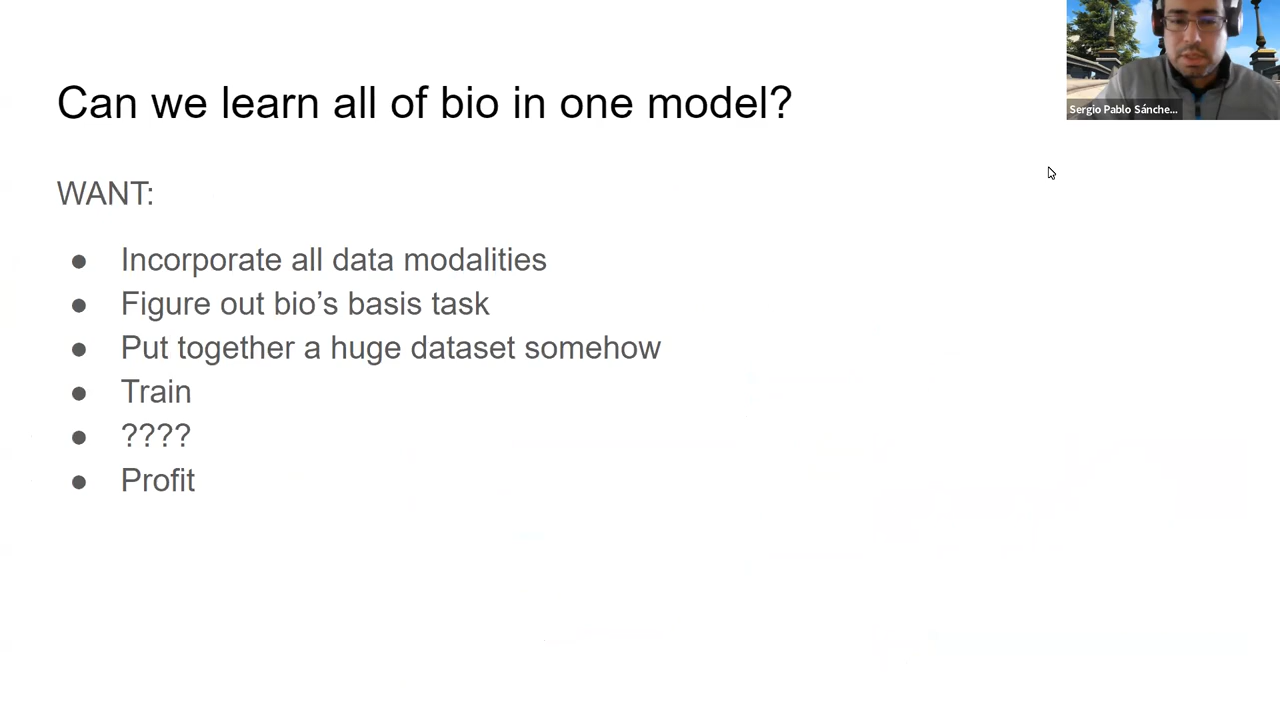 Can we learn all of bio in one model?
Sergio Pablo Sánche...
WANT:
● Incorporate all data modalities
● Figure out bio’s basis task
● Put together a huge dataset somehow
● Train
● ????
● Profit